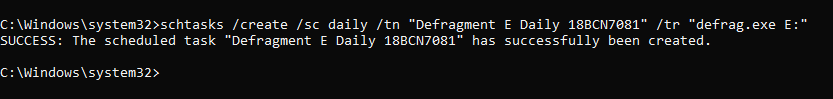 C:\Windows\system32>schtasks /create /sc daily /tn "Defragment E Daily 18BCN7081" /tr "defrag.exe E:"
SUCCESS: The scheduled task "Defragment E Daily 18BCN7081" has successfully been created.
C:\Windows\system32>